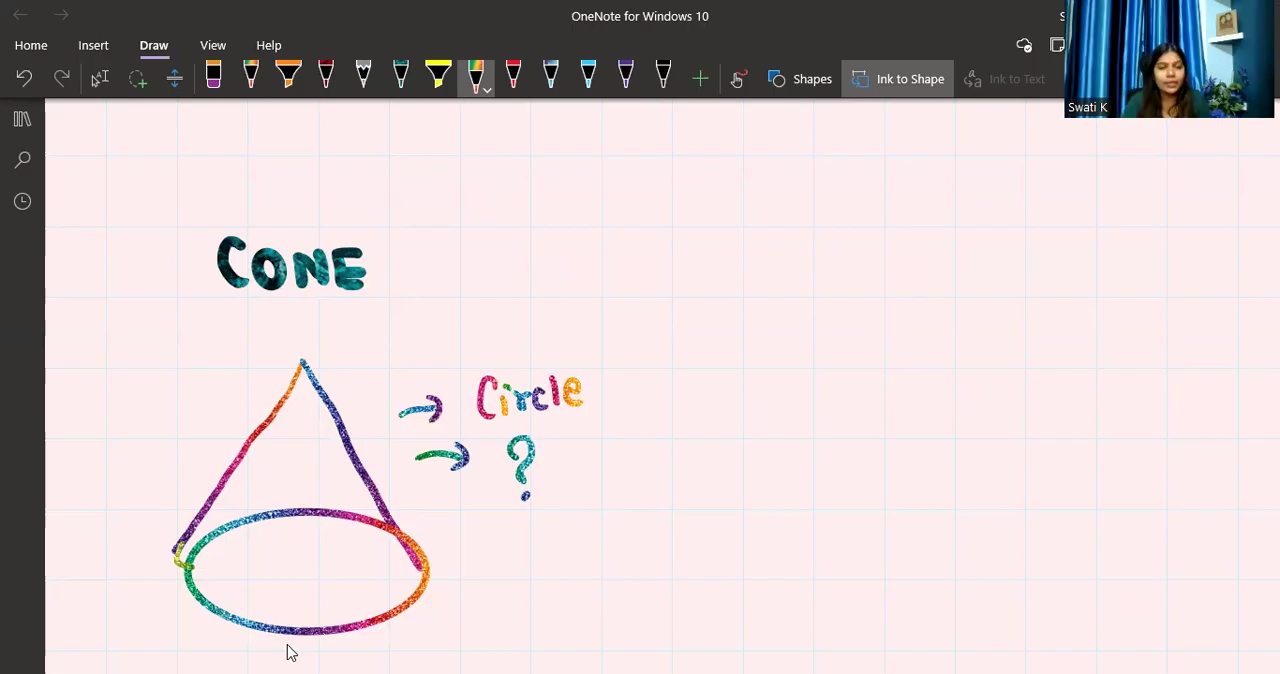 OneNote for Windows 10
S
Home Insert Draw View Help
Shapes Ink to Shape Ink to Text
Swati K
CONE
→ Circle
→ ?